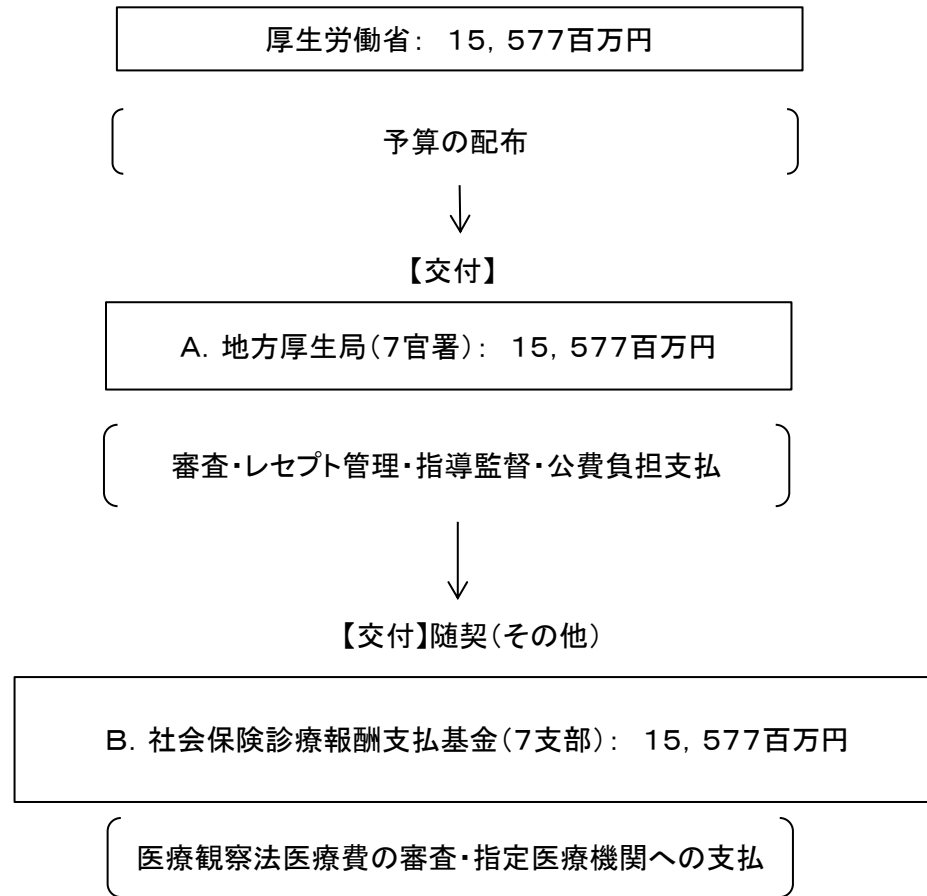 厚生労働省： 15，577百万円
予算の配布
【交付】
A．地方厚生局（7官署）： 15，577百万円
審査・レセプト管理・指導監督・公費負担支払
【交付】随契（その他）
B．社会保険診療報酬支払基金（7支部）： 15，577百万円
医療観察法医療費の審査・指定医療機関への支払